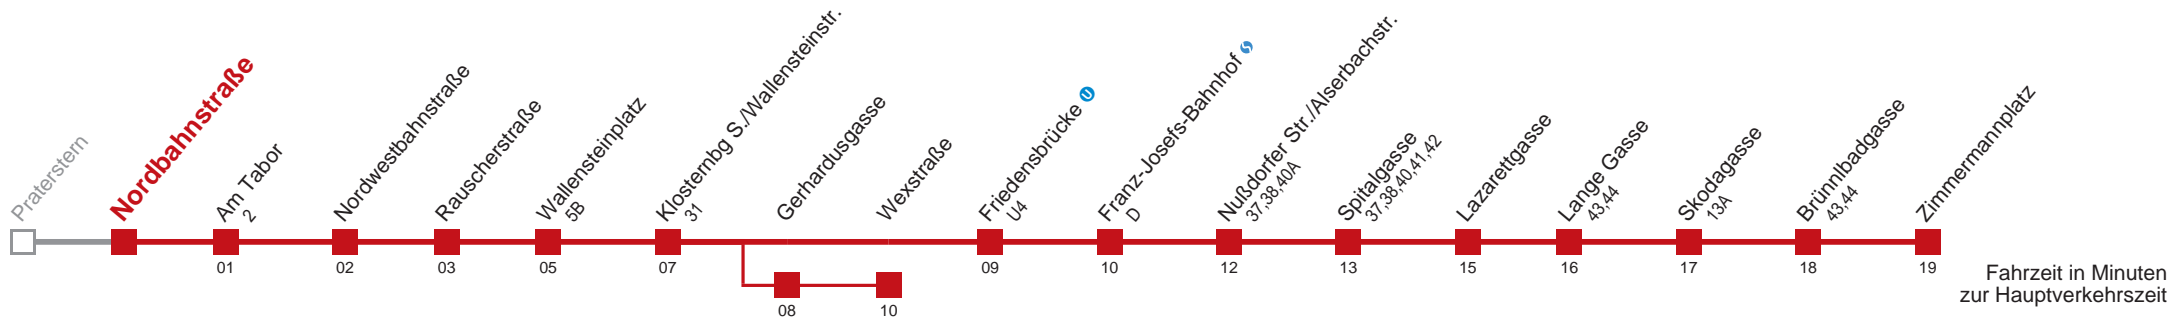 Praterstern
Nordbahnstraße
Am Tabor
2
Nordwestbahnstraße
Rauscherstraße
Wallensteinplatz
5B
Klosternbg S./Wallensteinstr.
31
Gerhardusgasse
Wexstraße
Friedensbrücke U
U4
Franz-Josefs-Bahnhof S
D
Nußdorfer Str./Alserbachstr.
37,38,40A
Spitalgasse
37,38,40,41,42
Lazarettgasse
Lange Gasse
43,44
Skodagasse
13A
Brünnlbadgasse
43,44
Zimmermannplatz
01 02 03 05 07 09 10 12 13 15 16 17 18 19
08 10
Fahrzeit in Minuten
zur Hauptverkehrszeit